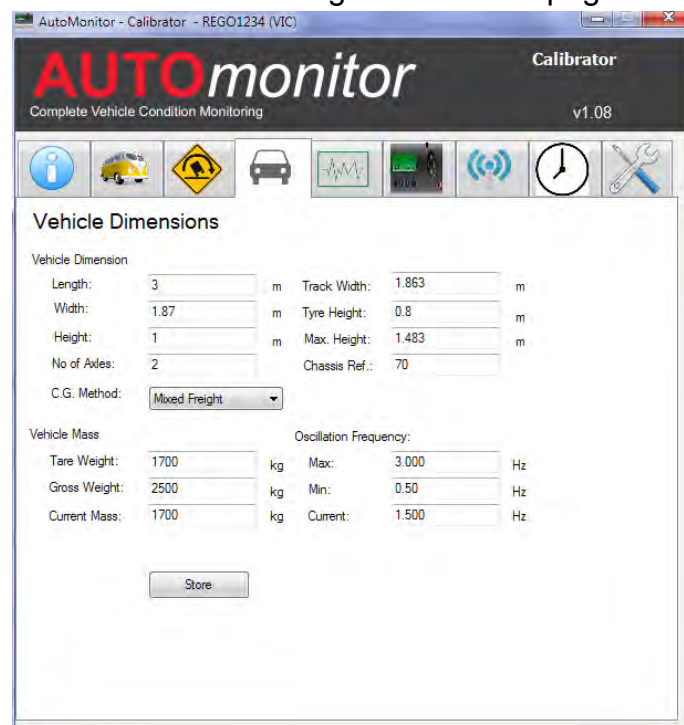 AutoMonitor - Calibrator - REGO1234 (VIC)
AUTOmonitor
Complete Vehicle Condition Monitoring
Calibrator
v1.08
Vehicle Dimensions
Vehicle Dimension
Length: 3 m Track Width: 1.863 m
Width: 1.87 m Tyre Height: 0.8 m
Height: 1 m Max. Height: 1.483 m
No of Axles: 2 Chassis Ref.: 70
C.G. Method: Mixed Freight
Vehicle Mass Oscillation Frequency:
Tare Weight: 1700 kg Max: 3.000 Hz
Gross Weight: 2500 kg Min: 0.50 Hz
Current Mass: 1700 kg Current: 1.500 Hz
Store